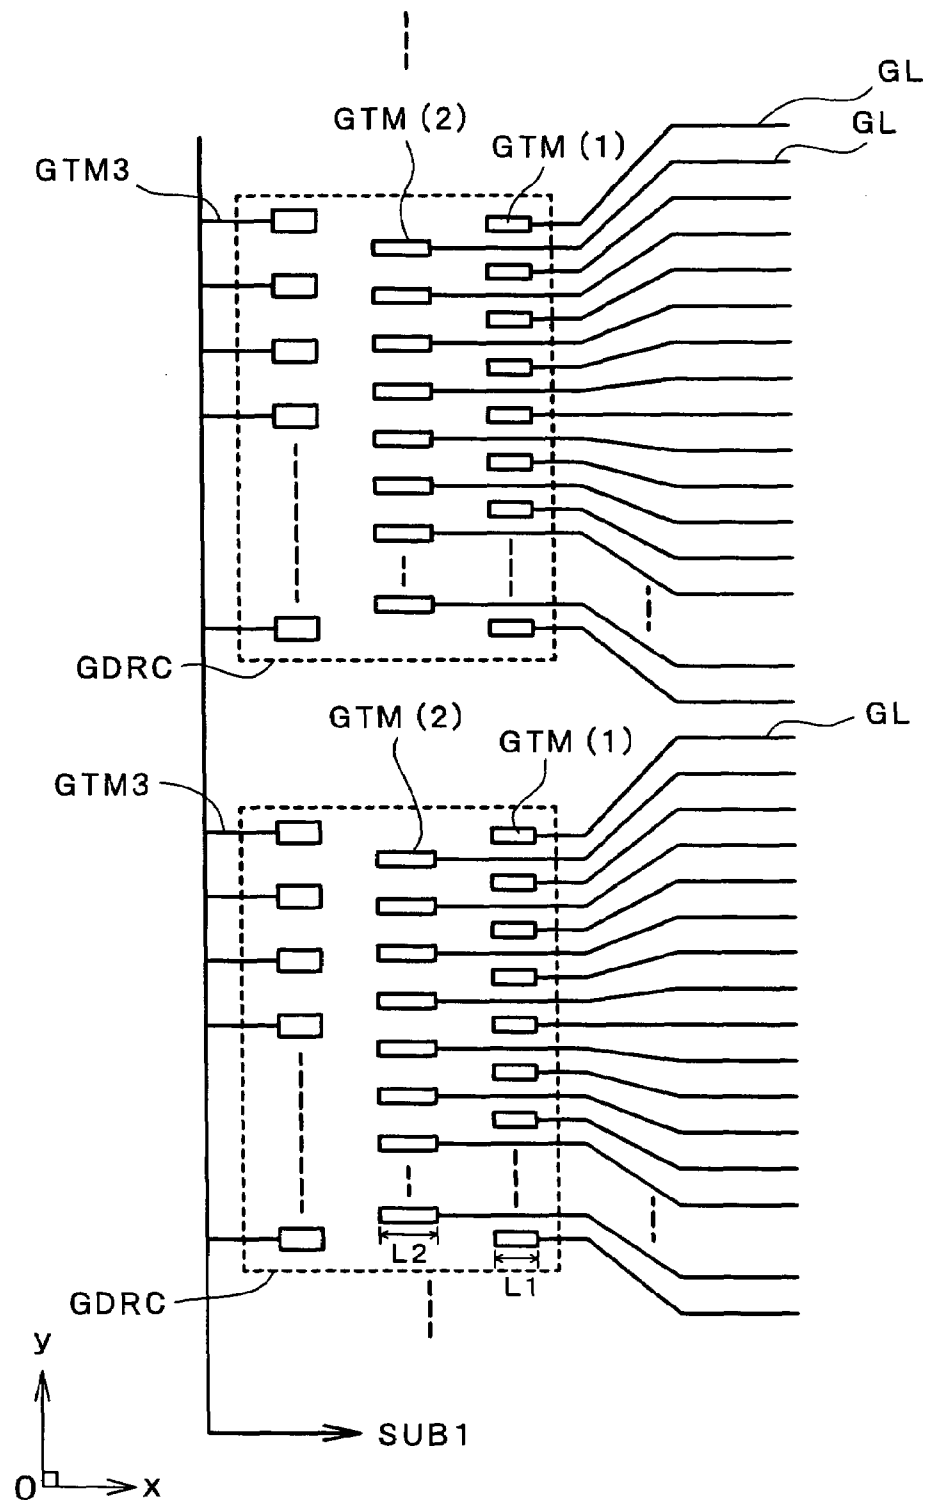 GL
GTM (2)
GL
GTM (1)
GTM3
GDRC
GTM (2)
GL
GTM (1)
GTM3
L2
L1
GDRC
y
SUB1
O
x